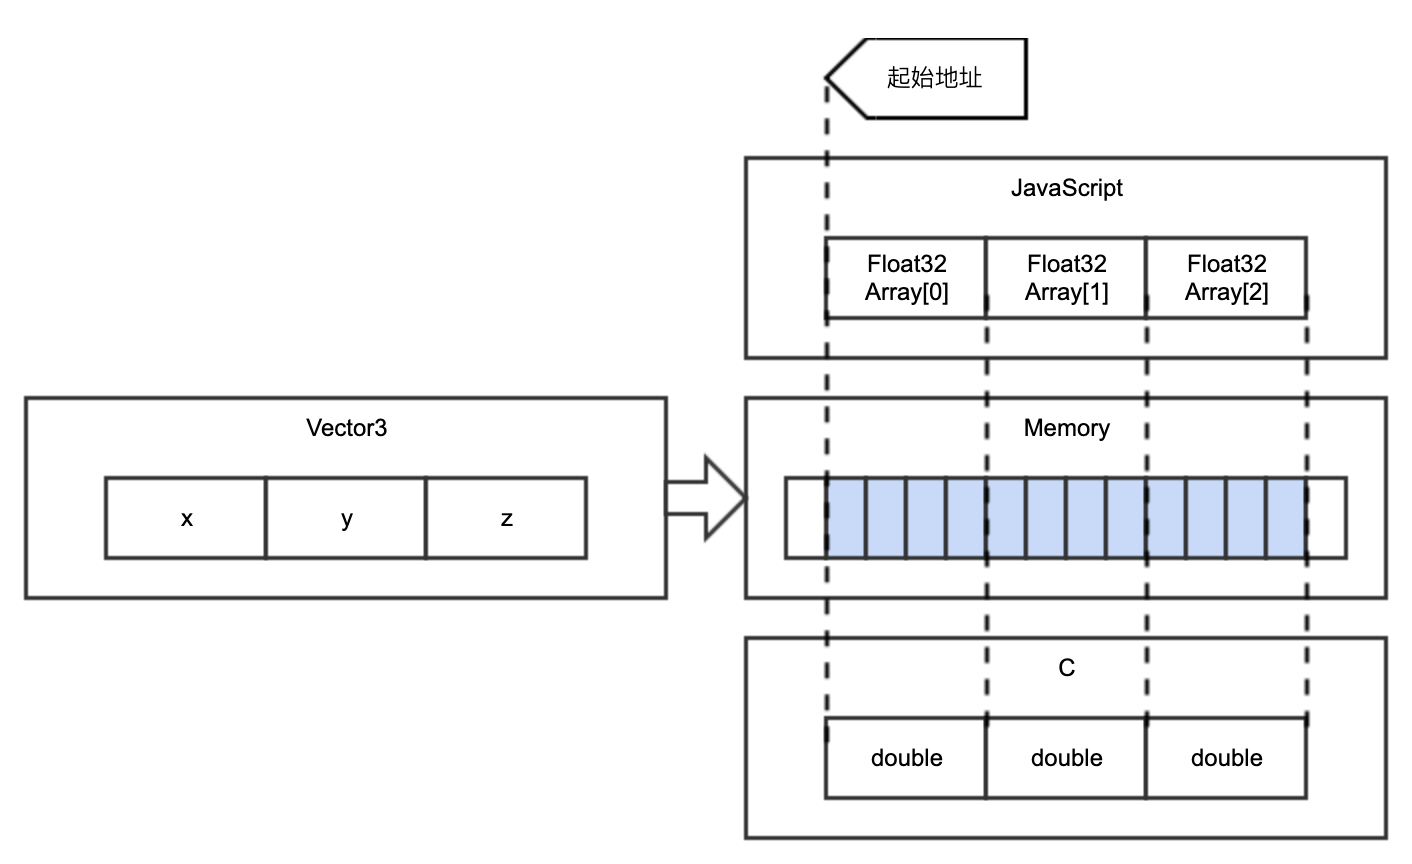 起始地址
JavaScript
Float32
Array[0]
Float32
Array[1]
Float32
Array[2]
Vector3
x
y
z
Memory
C
double
double
double